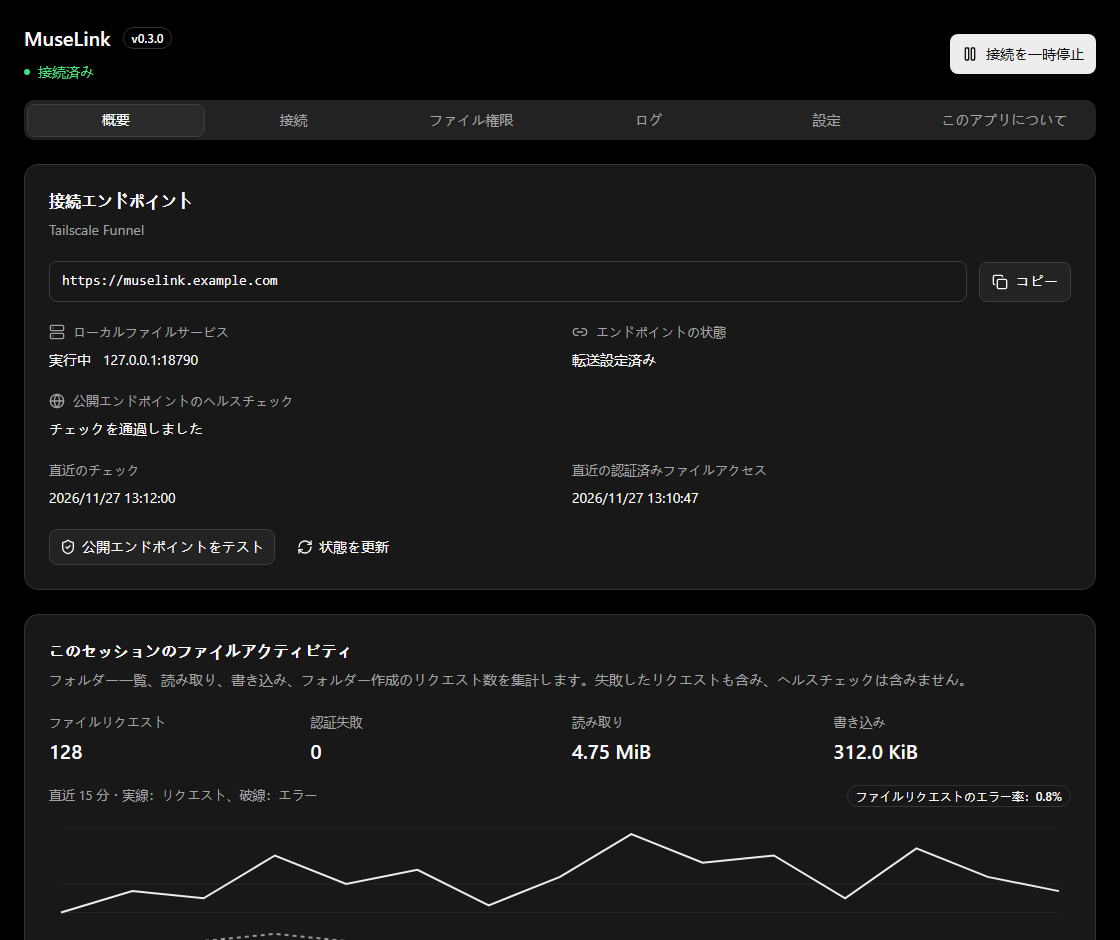 MuseLink v0.3.0
接続済み
接続を一時停止
概要 接続 ファイル権限 ログ 設定 このアプリについて
接続エンドポイント
Tailscale Funnel
https://muselink.example.com コピー
ローカルファイルサービス エンドポイントの状態
実行中 127.0.0.1:18790 転送設定済み
公開エンドポイントのヘルスチェック
チェックを通過しました
直近のチェック 直近の認証済みファイルアクセス
2026/11/27 13:12:00 2026/11/27 13:10:47
公開エンドポイントをテスト 状態を更新
このセッションのファイルアクティビティ
フォルダー一覧、読み取り、書き込み、フォルダー作成のリクエスト数を集計します。失敗したリクエストも含み、ヘルスチェックは含みません。
ファイルリクエスト 認証失敗 読み取り 書き込み
128 0 4.75 MiB 312.0 KiB
直近 15 分 · 実線: リクエスト、破線: エラー ファイルリクエストのエラー率: 0.8%